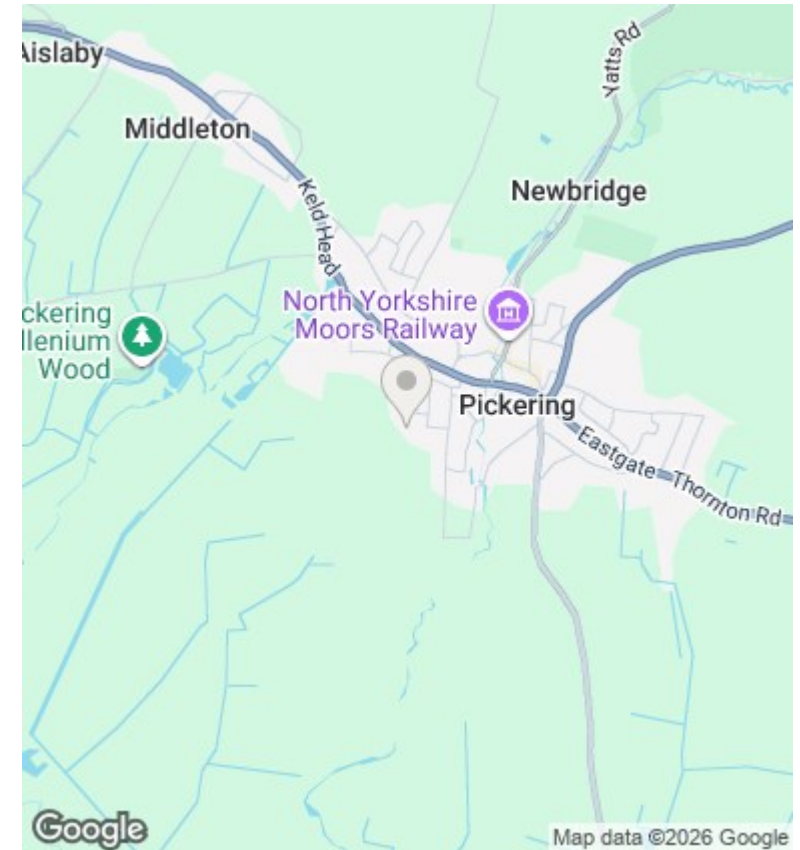 Aislaby
Middleton
Yatts Rd
Newbridge
Keld Head
North Yorkshire
Moors Railway
Wood
Pickering
Eastgate
Thornton Rd
Google
Map data ©2026 Google